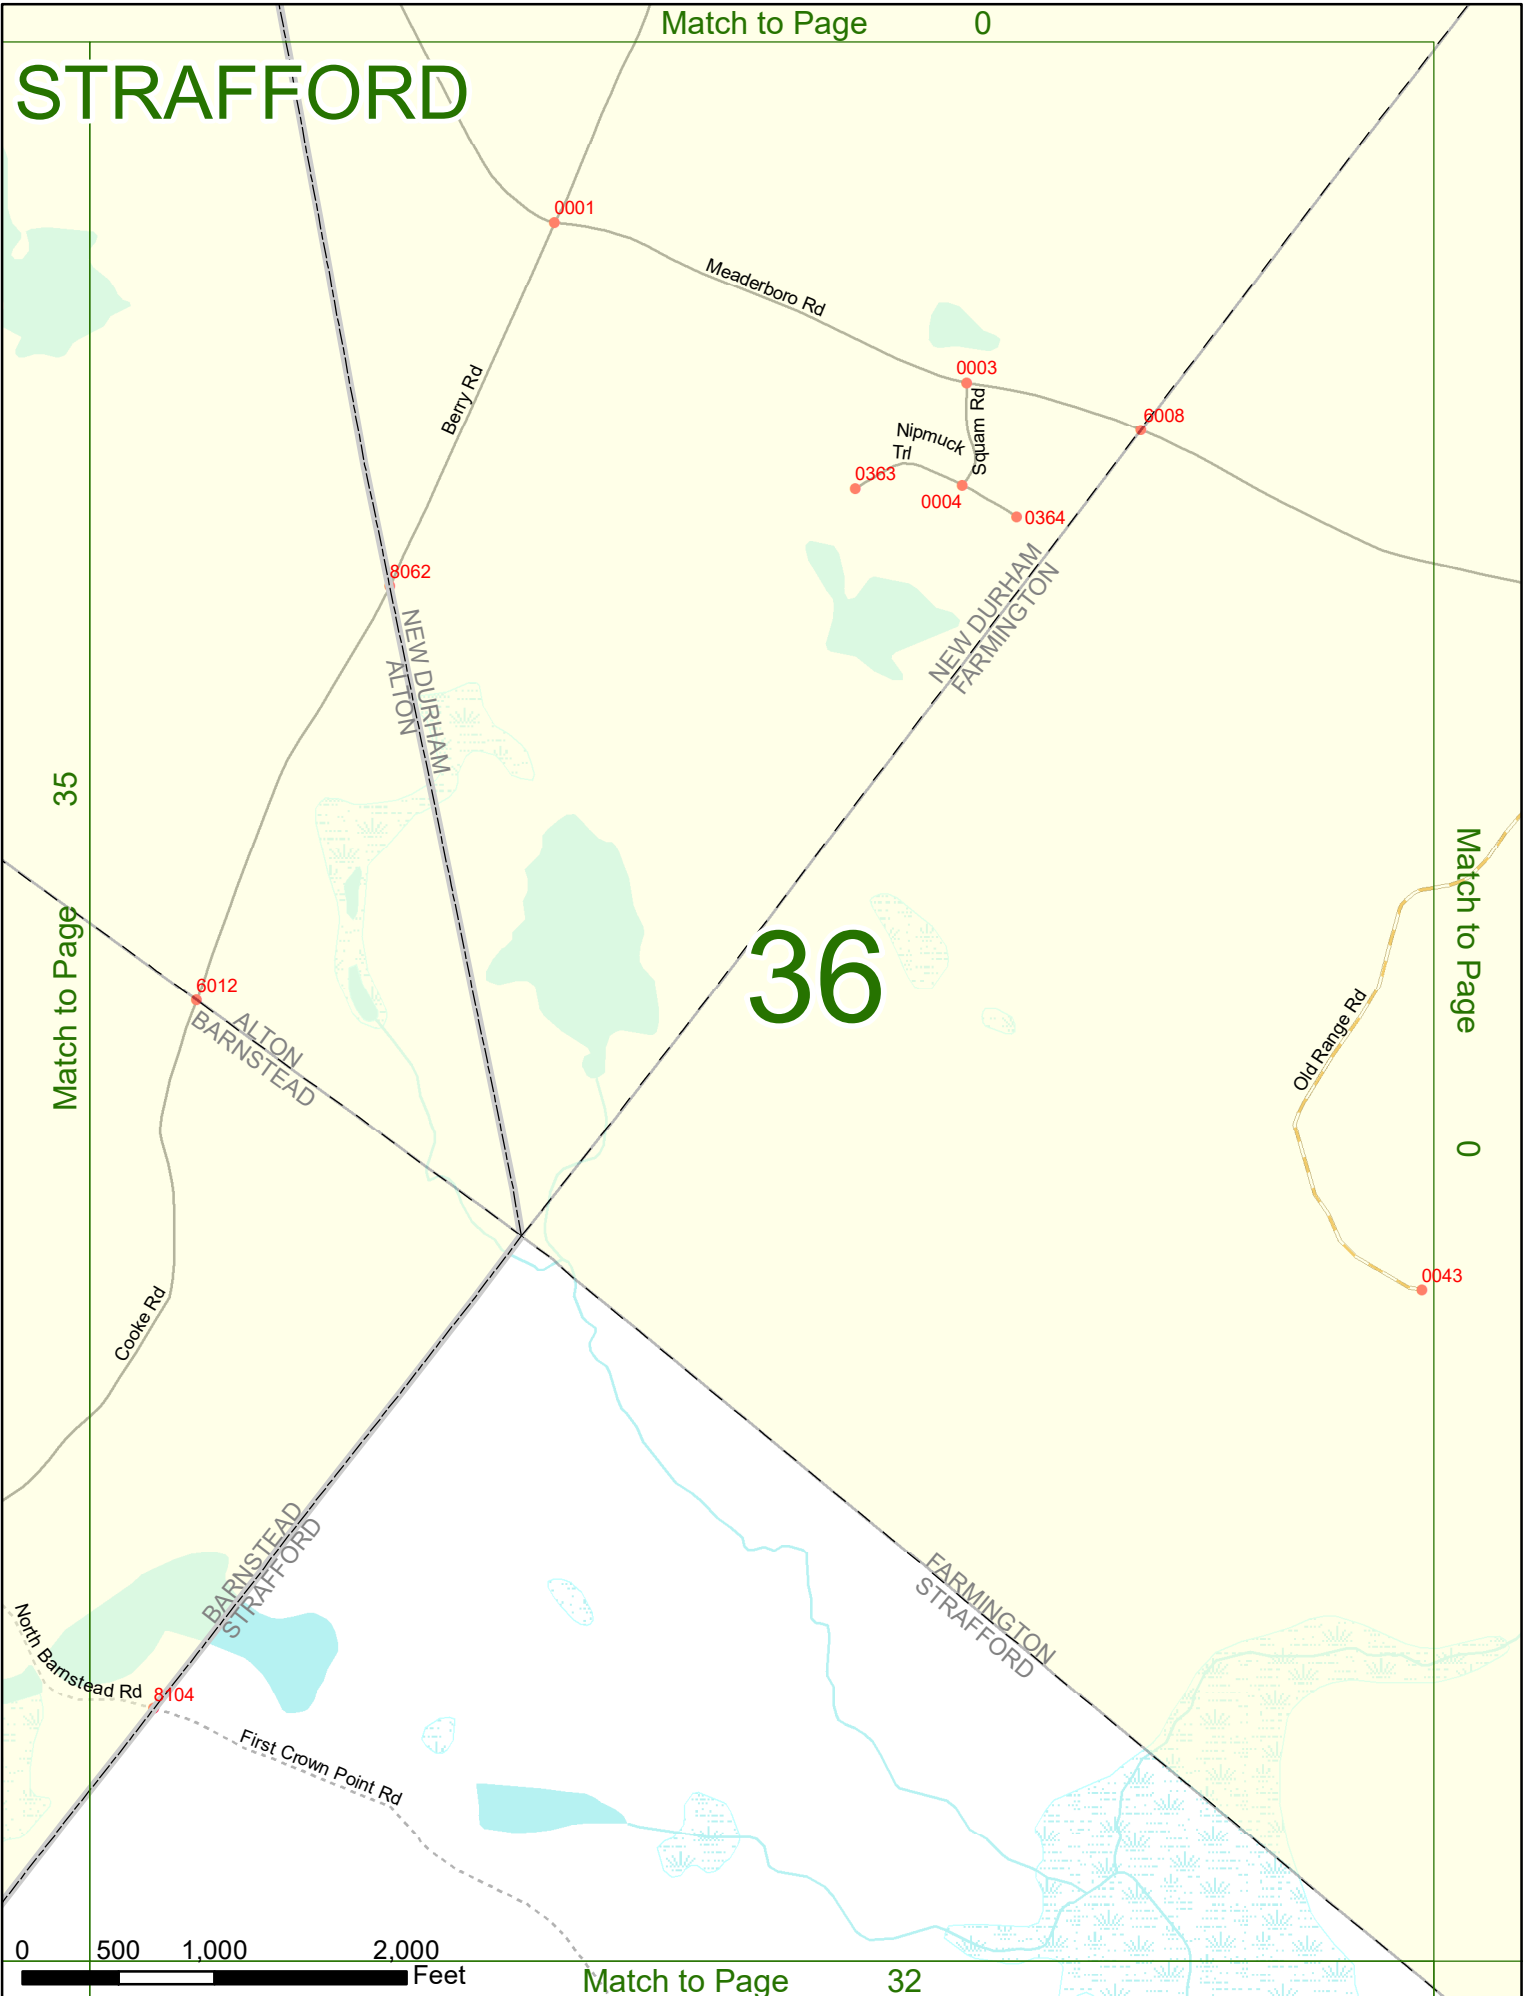 Match to Page 0
STRAFFORD
0001
Meaderboro Rd
0003
Berry Rd
Squam Rd
6008
Nipmuck
Trl
0363
0004
0364
8062
NEW DURHAM
FARMINGTON
NEW DURHAM
ALTON
Match to Page 35
Match to Page 0
36
6012
ALTON
BARNSTEAD
Old Range Rd
0043
Cooke Rd
BARNSTEAD
STRAFFORD
FARMINGTON
STRAFFORD
North Barnstead Rd
8104
First Crown Point Rd
0 500 1,000 2,000
Feet
Match to Page 32